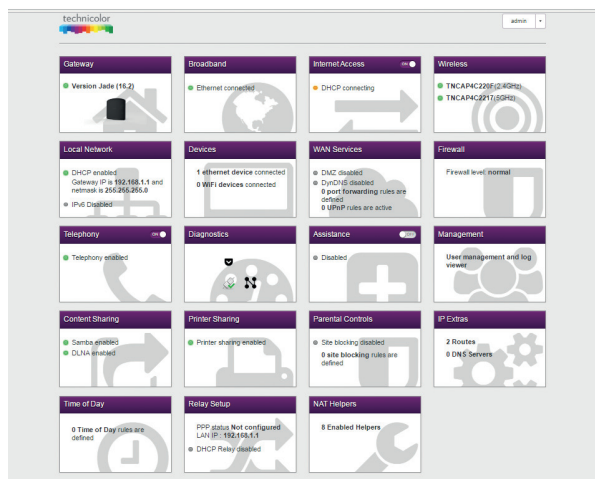 technicolor
admin
Gateway
Version Jade (16.2)
Broadband
Ethernet connected
Internet Access
ON
DHCP connecting
Wireless
TNCAP4C220F(2.4GHz)
TNCAP4C2217(5GHz)
Local Network
DHCP enabled
Gateway IP is 192.168.1.1 and
netmask is 255.255.255.0
IPv6 Disabled
Devices
1 ethernet device connected
0 WiFi devices connected
WAN Services
DMZ disabled
DynDNS disabled
0 port forwarding rules are
defined
0 UPnP rules are active
Firewall
Firewall level: normal
Telephony
ON
Telephony enabled
Diagnostics
Assistance
OFF
Disabled
Management
User management and log
viewer
Content Sharing
Samba enabled
DLNA enabled
Printer Sharing
Printer sharing enabled
Parental Controls
Site blocking disabled
0 site blocking rules are
defined
IP Extras
2 Routes
0 DNS Servers
Time of Day
0 Time of Day rules are
defined
Relay Setup
PPP status Not configured
LAN IP : 192.168.1.1
DHCP Relay disabled
NAT Helpers
8 Enabled Helpers